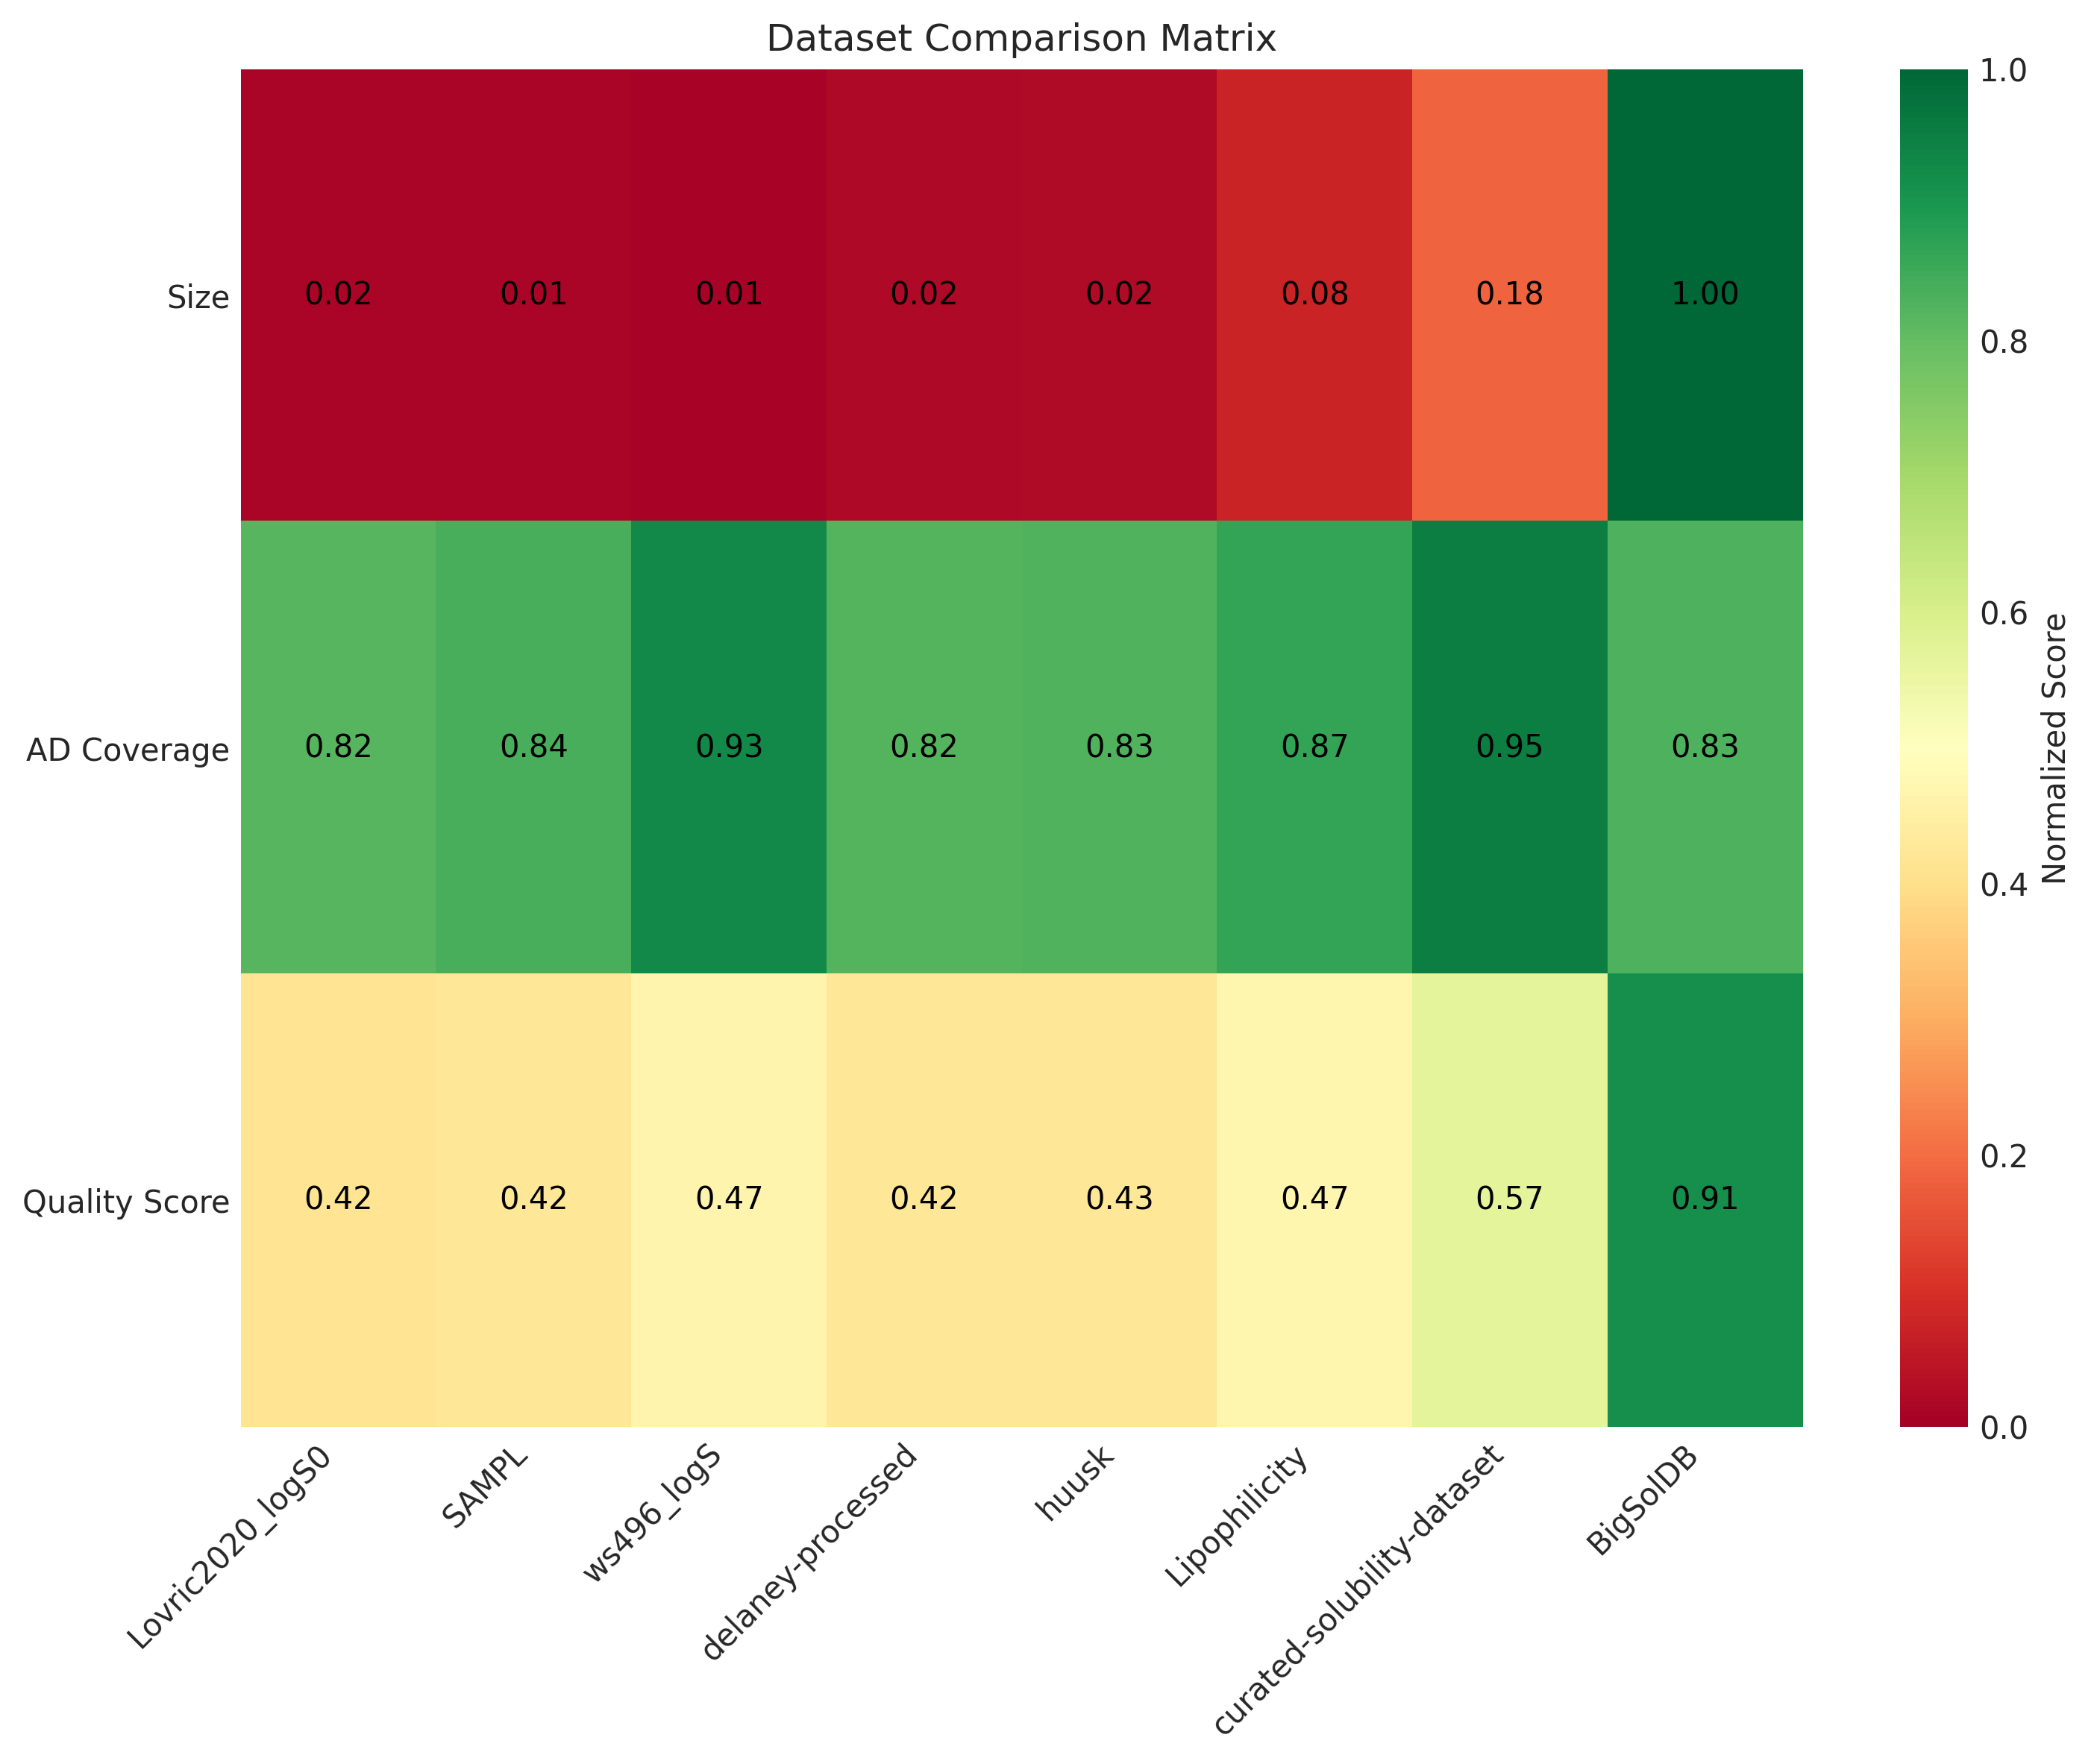 Dataset Comparison Matrix
Size
0.02 0.01 0.01 0.02 0.02 0.08 0.18 1.00
AD Coverage
0.82 0.84 0.93 0.82 0.83 0.87 0.95 0.83
Quality Score
0.42 0.42 0.47 0.42 0.43 0.47 0.57 0.91
Lovric2020_logS0
SAMPL
ws496_logS
delaney-processed
huusk
Lipophilicity
curated-solubility-dataset
BigSolDB
1.0
0.8
0.6
0.4
0.2
0.0
Normalized Score